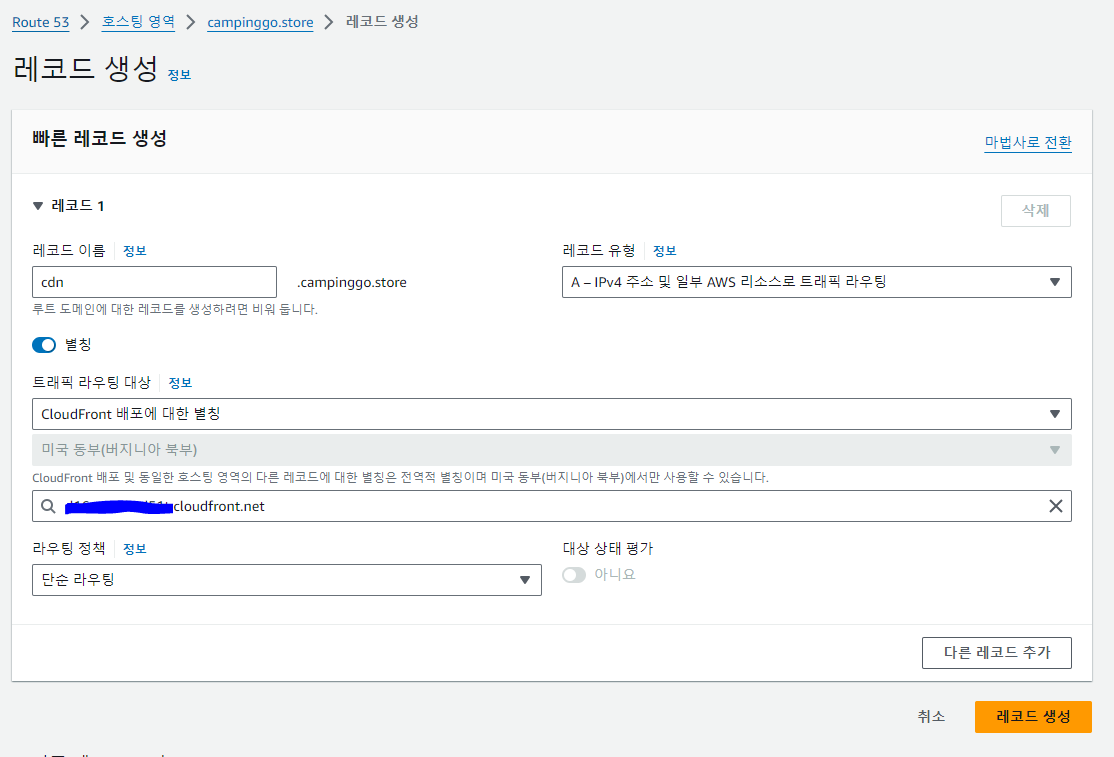 Route 53 > 호스팅 영역 > campinggo.store > 레코드 생성
레코드 생성 정보
빠른 레코드 생성
마법사로 전환
▼ 레코드 1
삭제
레코드 이름 정보
레코드 유형 정보
cdn .campinggo.store
A – IPv4 주소 및 일부 AWS 리소스로 트래픽 라우팅
루트 도메인에 대한 레코드를 생성하려면 비워 둡니다.
별칭
트래픽 라우팅 대상 정보
CloudFront 배포에 대한 별칭
미국 동부(버지니아 북부)
CloudFront 배포 및 동일한 호스팅 영역의 다른 레코드에 대한 별칭은 전역적 별칭이며 미국 동부(버지니아 북부)에서만 사용할 수 있습니다.
cloudfront.net
라우팅 정책 정보
대상 상태 평가
단순 라우팅
아니요
다른 레코드 추가
취소
레코드 생성